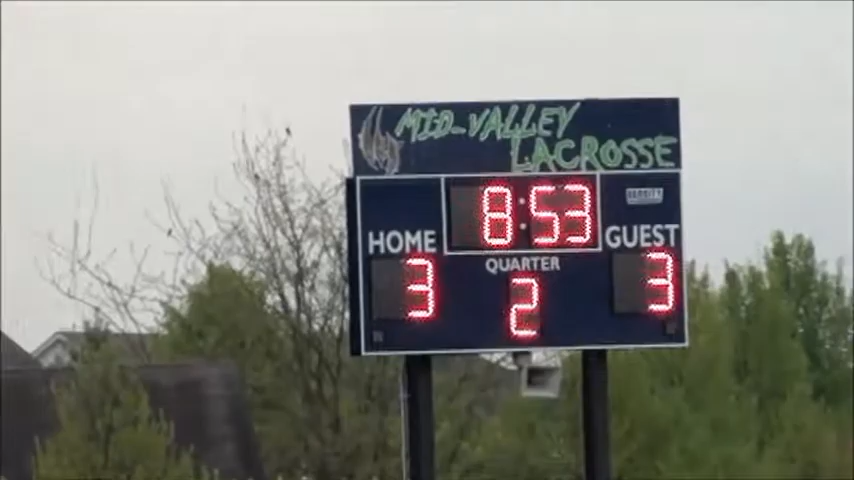 MID-VALLEY
LACROSSE
8:53
HOME
GUEST
QUARTER
3
2
3